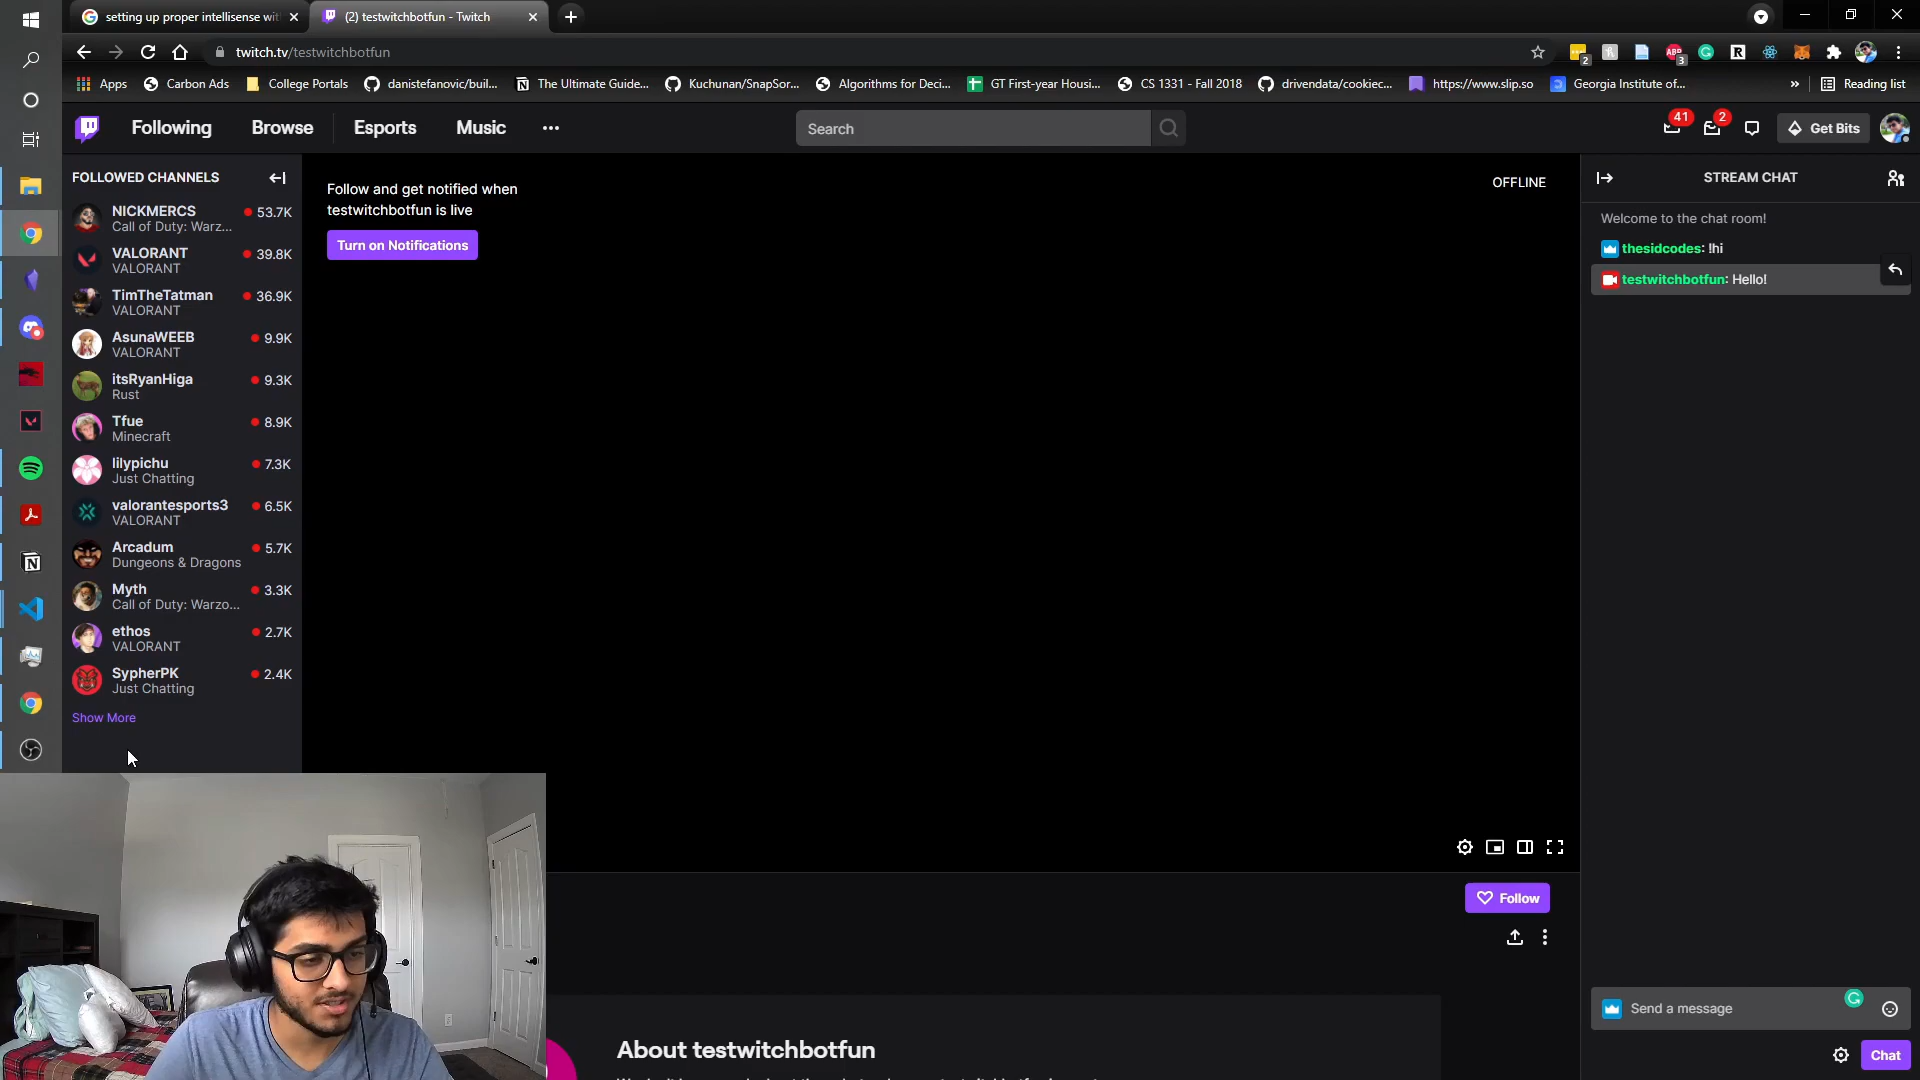 setting up proper intellisense wit
(2) testwitchbotfun - Twitch
twitch.tv/testwitchbotfun
2
3
Apps
Carbon Ads
College Portals
danistefanovic/buil...
The Ultimate Guide...
Kuchunan/SnapSor...
Algorithms for Deci...
GT First-year Housi...
CS 1331 - Fall 2018
drivendata/cookiec...
https://www.slip.so
Georgia Institute of...
»
Reading list
Following
Browse
Esports
Music
Search
41
2
Get Bits
FOLLOWED CHANNELS
NICKMERCS
53.7K
Call of Duty: Warz...
VALORANT
39.8K
VALORANT
TimTheTatman
36.9K
VALORANT
AsunaWEEB
9.9K
VALORANT
itsRyanHiga
9.3K
Rust
Tfue
8.9K
Minecraft
lilypichu
7.3K
Just Chatting
valorantesports3
6.5K
VALORANT
Arcadum
5.7K
Dungeons & Dragons
Myth
3.3K
Call of Duty: Warzo...
ethos
2.7K
VALORANT
SypherPK
2.4K
Just Chatting
Show More
Follow and get notified when
testwitchbotfun is live
Turn on Notifications
OFFLINE
Follow
About testwitchbotfun
STREAM CHAT
Welcome to the chat room!
thesidcodes: !hi
testwitchbotfun: Hello!
Send a message
Chat